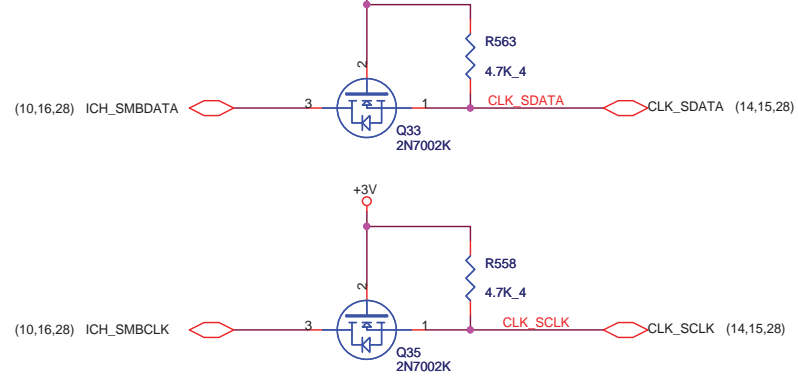 R563
4.7K_4
2
(10,16,28) ICH_SMBDATA 3 1 CLK_SDATA CLK_SDATA (14,15,28)
Q33
2N7002K
+3V
R558
4.7K_4
2
(10,16,28) ICH_SMBCLK 3 1 CLK_SCLK CLK_SCLK (14,15,28)
Q35
2N7002K